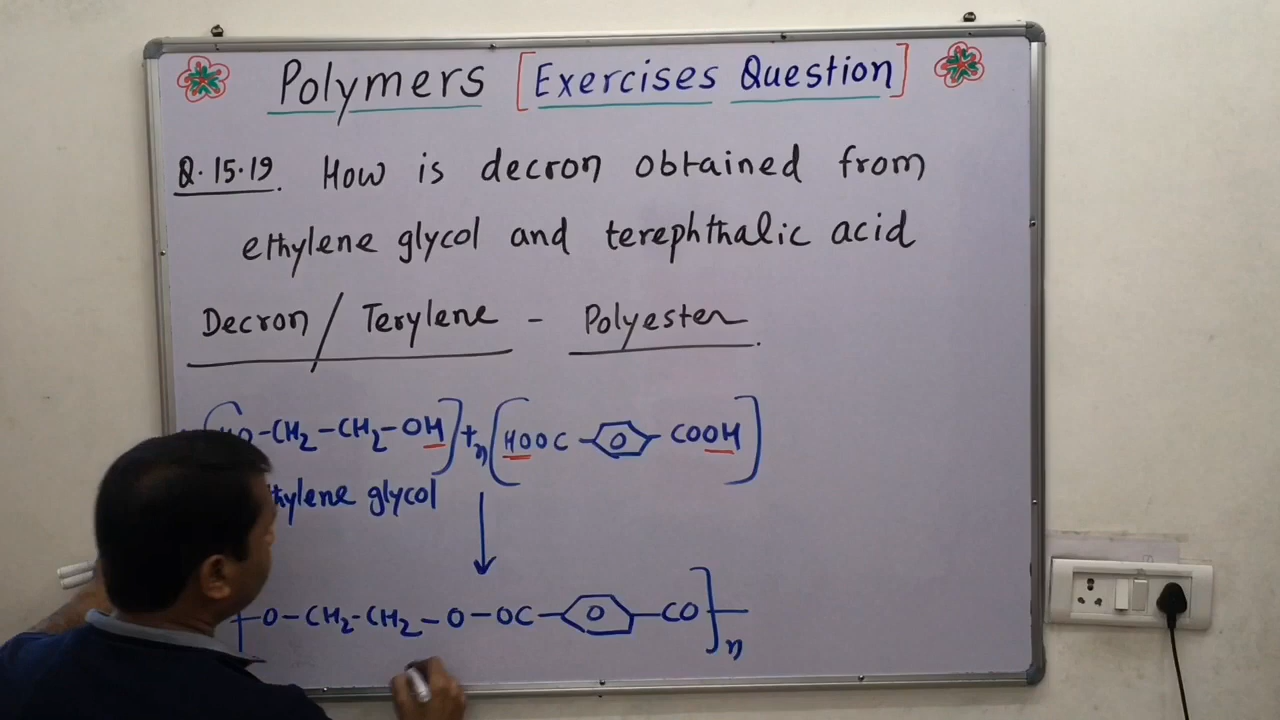 Polymers [Exercises Question]
Q. 15.19. How is decron obtained from
ethylene glycol and terephthalic acid
Decron / Terylene - Polyester.
HO-CH2-CH2-OH] + n [HOOC - COOH]
glycol
[O-CH2-CH2-O-OC - CO]n